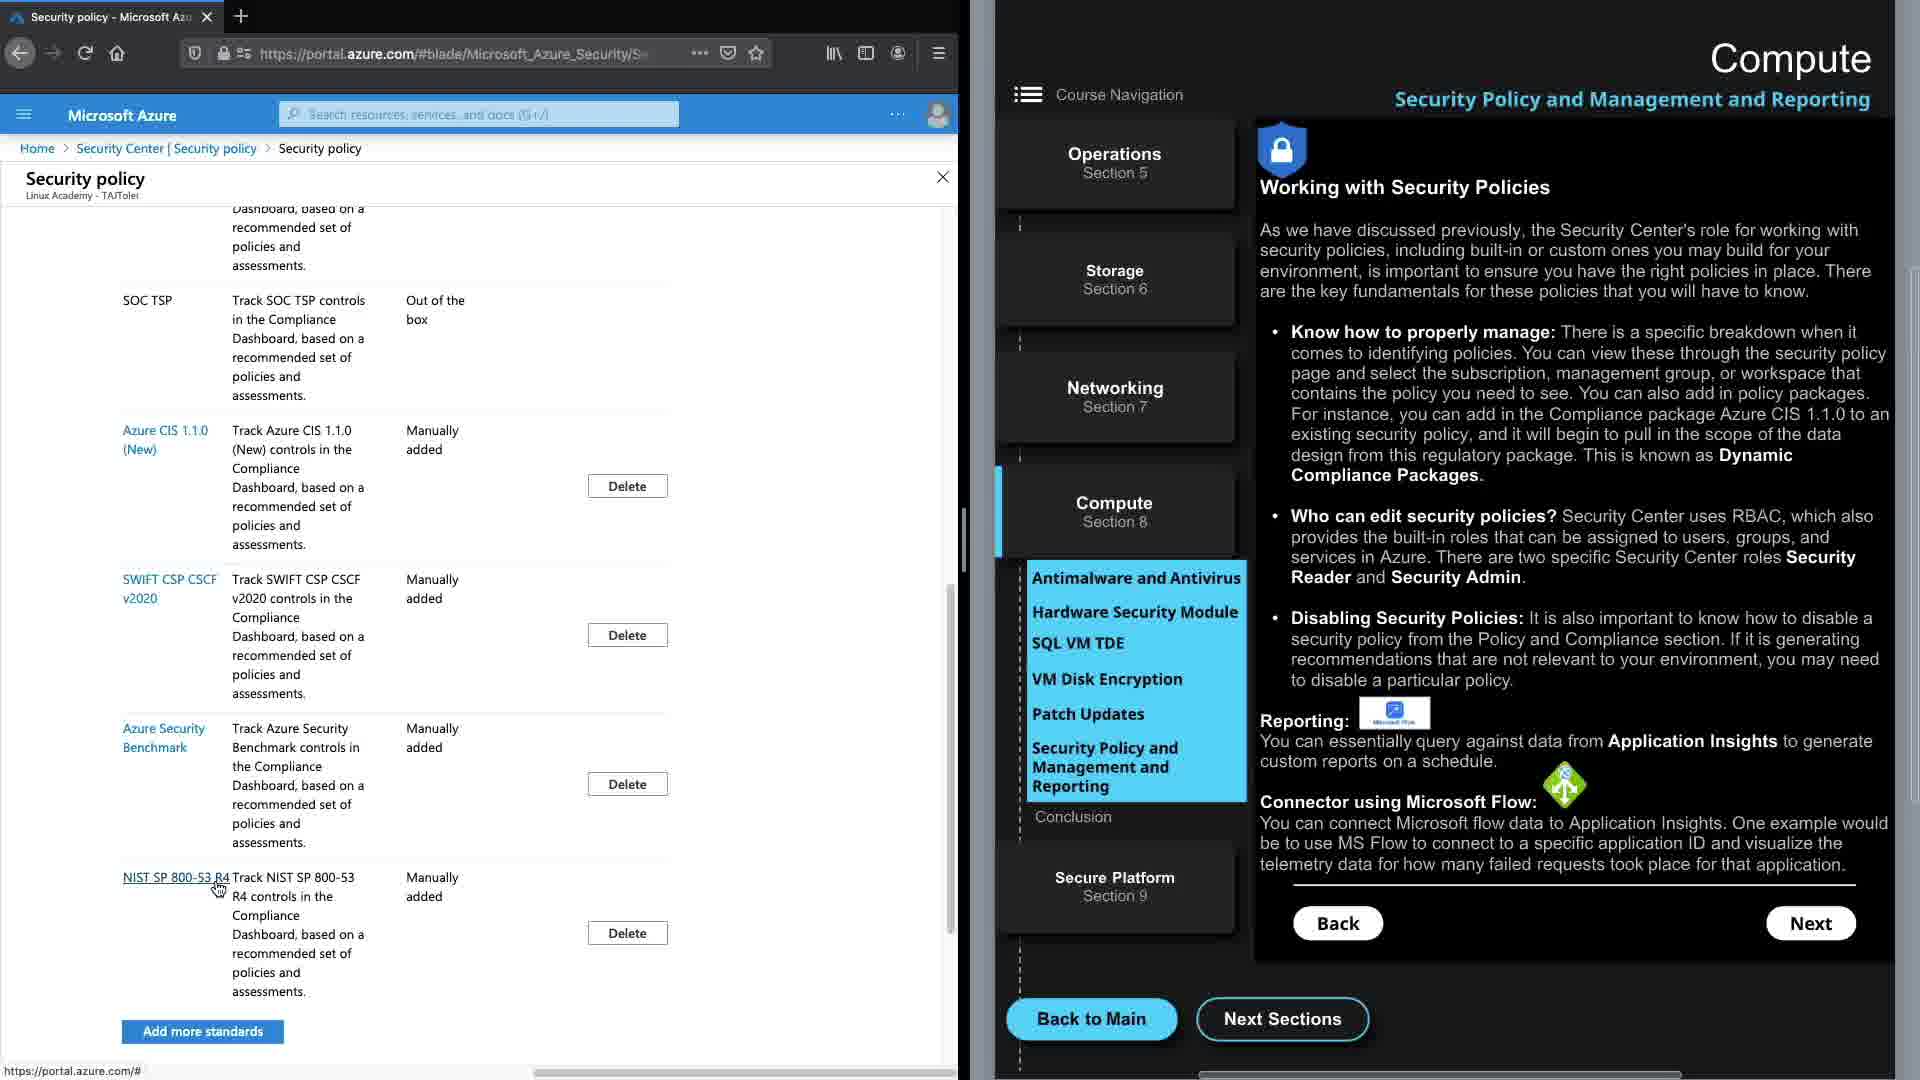 Security policy - Microsoft Azu
https://portal.azure.com/#blade/Microsoft_Azure_Security/Se
Microsoft Azure
Search resources, services, and docs (G+/)
Home > Security Center | Security policy > Security policy
Security policy
Linux Academy - TAJToler
Dashboard, based on a
recommended set of
policies and
assessments.
SOC TSP
Track SOC TSP controls
in the Compliance
Dashboard, based on a
recommended set of
policies and
assessments.
Out of the
box
Azure CIS 1.1.0
(New)
Track Azure CIS 1.1.0
(New) controls in the
Compliance
Dashboard, based on a
recommended set of
policies and
assessments.
Manually
added
Delete
SWIFT CSP CSCF
v2020
Track SWIFT CSP CSCF
v2020 controls in the
Compliance
Dashboard, based on a
recommended set of
policies and
assessments.
Manually
added
Delete
Azure Security
Benchmark
Track Azure Security
Benchmark controls in
the Compliance
Dashboard, based on a
recommended set of
policies and
assessments.
Manually
added
Delete
NIST SP 800-53 R4
Track NIST SP 800-53
R4 controls in the
Compliance
Dashboard, based on a
recommended set of
policies and
assessments.
Manually
added
Delete
Add more standards
https://portal.azure.com/#
Compute
Course Navigation
Security Policy and Management and Reporting
Operations
Section 5
Storage
Section 6
Networking
Section 7
Compute
Section 8
Antimalware and Antivirus
Hardware Security Module
SQL VM TDE
VM Disk Encryption
Patch Updates
Security Policy and
Management and
Reporting
Conclusion
Secure Platform
Section 9
Back to Main
Next Sections
Working with Security Policies
As we have discussed previously, the Security Center's role for working with
security policies, including built-in or custom ones you may build for your
environment, is important to ensure you have the right policies in place. There
are the key fundamentals for these policies that you will have to know.
• Know how to properly manage: There is a specific breakdown when it
comes to identifying policies. You can view these through the security policy
page and select the subscription, management group, or workspace that
contains the policy you need to see. You can also add in policy packages.
For instance, you can add in the Compliance package Azure CIS 1.1.0 to an
existing security policy, and it will begin to pull in the scope of the data
design from this regulatory package. This is known as Dynamic
Compliance Packages.
• Who can edit security policies? Security Center uses RBAC, which also
provides the built-in roles that can be assigned to users. groups, and
services in Azure. There are two specific Security Center roles Security
Reader and Security Admin.
• Disabling Security Policies: It is also important to know how to disable a
security policy from the Policy and Compliance section. If it is generating
recommendations that are not relevant to your environment, you may need
to disable a particular policy.
Reporting:
Microsoft Flow
You can essentially query against data from Application Insights to generate
custom reports on a schedule.
Connector using Microsoft Flow:
You can connect Microsoft flow data to Application Insights. One example would
be to use MS Flow to connect to a specific application ID and visualize the
telemetry data for how many failed requests took place for that application.
Back
Next